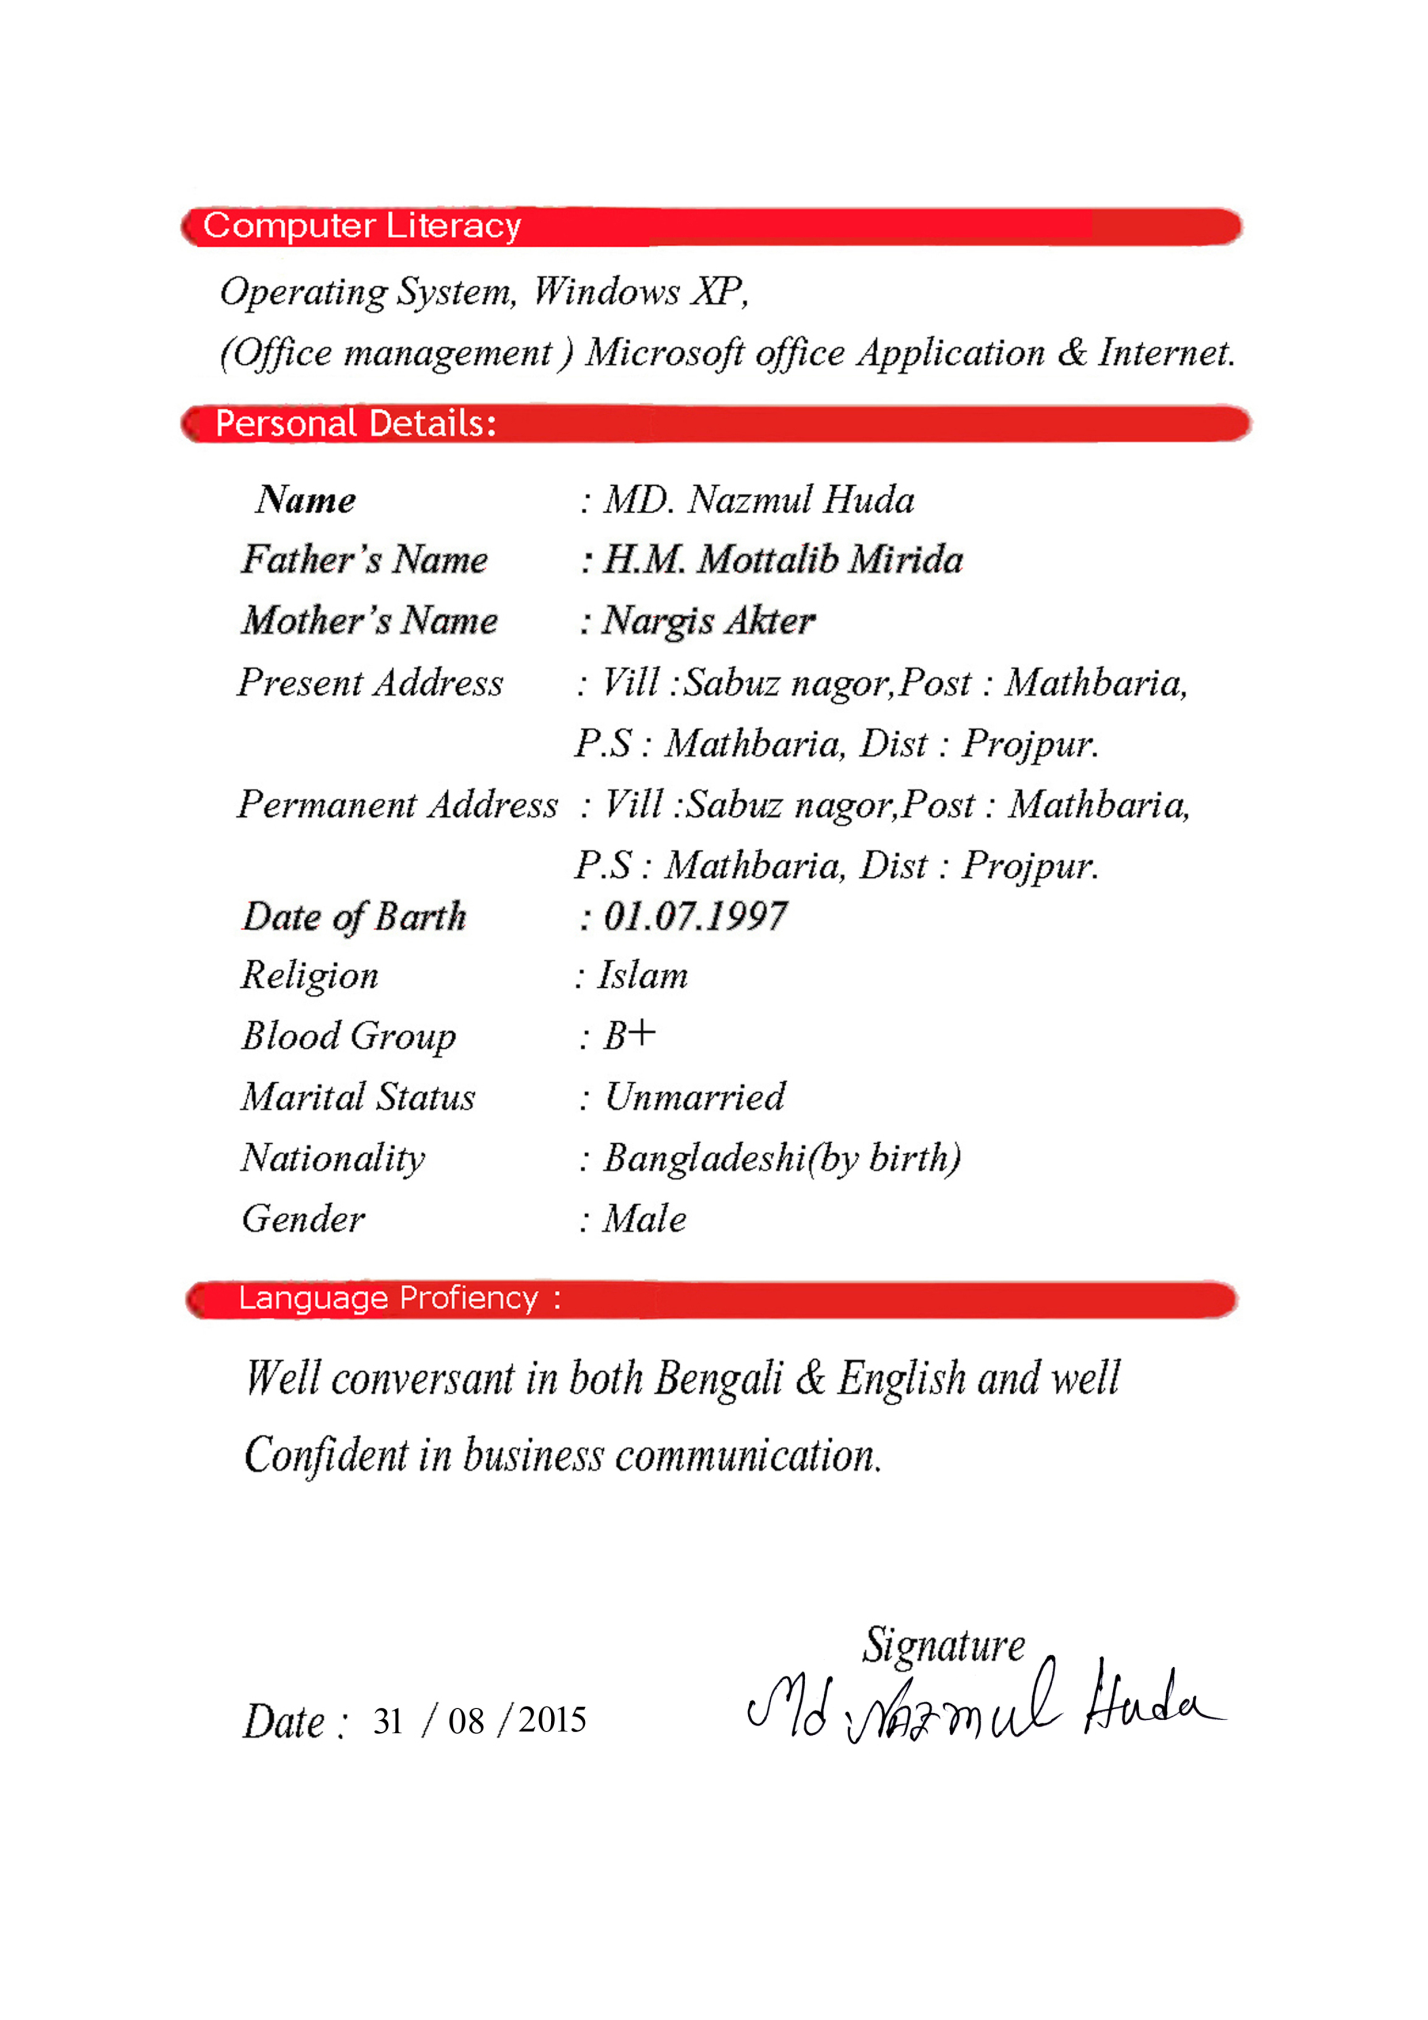 Computer Literacy
Operating System, Windows XP,
(Office management ) Microsoft office Application & Internet.
Personal Details:
Name : MD. Nazmul Huda
Father's Name : H.M. Mottalib Mirida
Mother's Name : Nargis Akter
Present Address : Vill :Sabuz nagor,Post : Mathbaria,
P.S : Mathbaria, Dist : Projpur.
Permanent Address : Vill :Sabuz nagor,Post : Mathbaria,
P.S : Mathbaria, Dist : Projpur.
Date of Barth : 01.07.1997
Religion : Islam
Blood Group : B+
Marital Status : Unmarried
Nationality : Bangladeshi(by birth)
Gender : Male
Language Profiency :
Well conversant in both Bengali & English and well
Confident in business communication.
Signature
Md. Nazmul Huda
Date : 31 / 08 / 2015